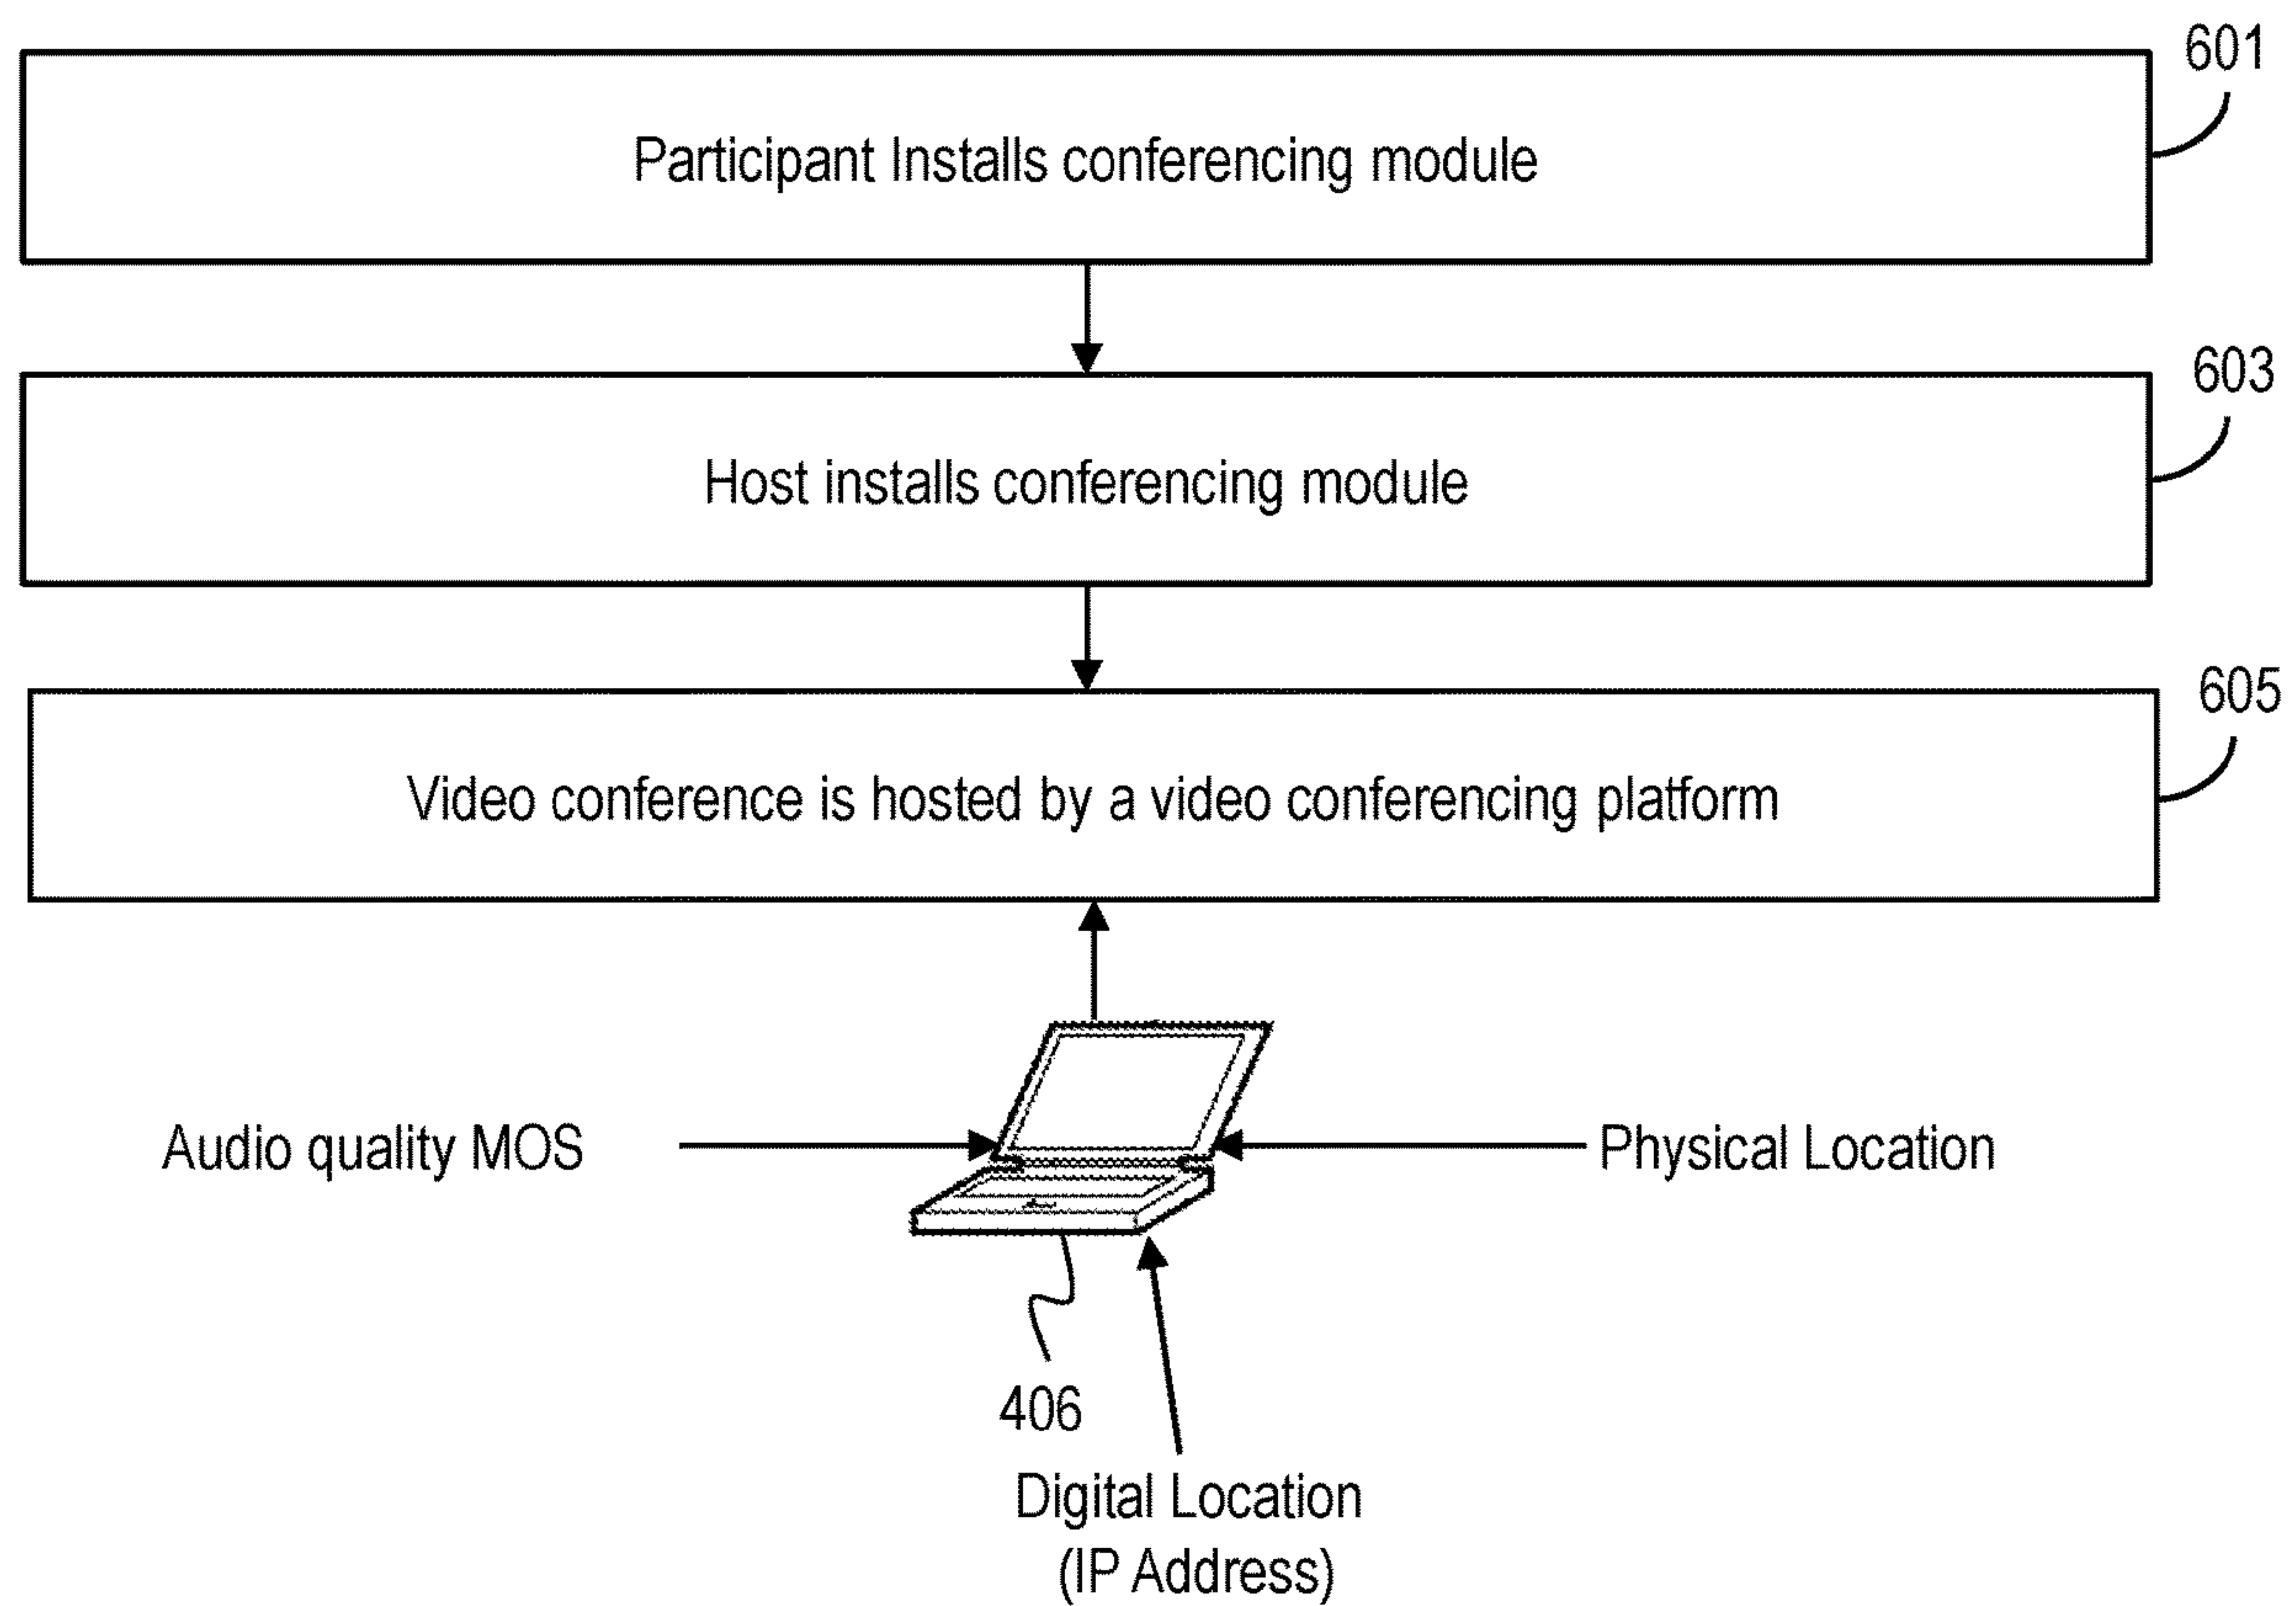 601
Participant Installs conferencing module
603
Host installs conferencing module
605
Video conference is hosted by a video conferencing platform
Audio quality MOS
Physical Location
406
Digital Location
(IP Address)